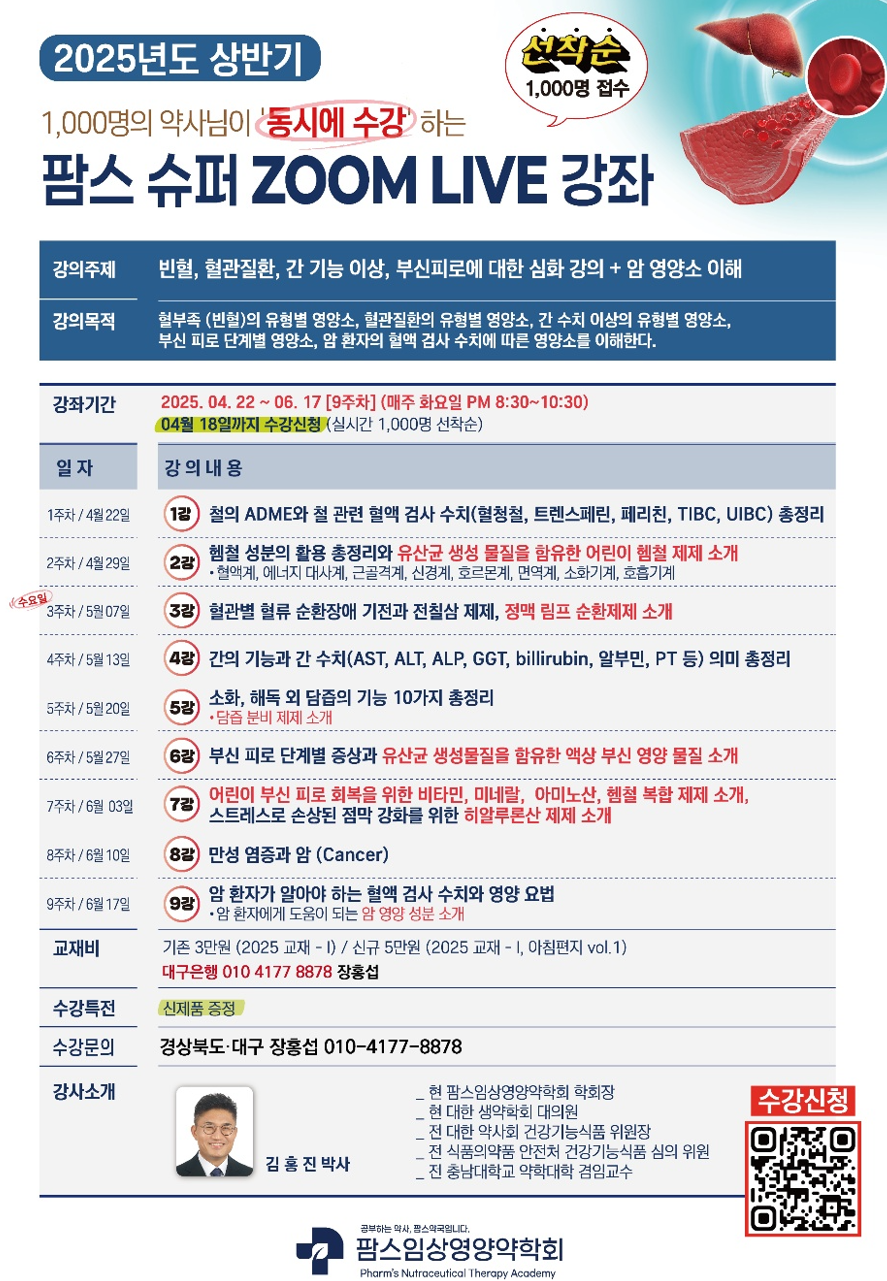 2025년도 상반기
선착순
1,000명 접수
1,000명의 약사님이 '동시에 수강' 하는
팜스 슈퍼 ZOOM LIVE 강좌
강의주제 빈혈, 혈관질환, 간 기능 이상, 부신피로에 대한 심화 강의 + 암 영양소 이해
강의목적 혈부족 (빈혈)의 유형별 영양소, 혈관질환의 유형별 영양소, 간 수치 이상의 유형별 영양소,
부신 피로 단계별 영양소, 암 환자의 혈액 검사 수치에 따른 영양소를 이해한다.
강좌기간 2025. 04. 22 ~ 06. 17 [9주차] (매주 화요일 PM 8:30~10:30)
04월 18일까지 수강신청 (실시간 1,000명 선착순)
일 자 강 의 내 용
1주차 / 4월 22일 1강 철의 ADME와 철 관련 혈액 검사 수치(혈청철, 트렌스페린, 페리친, TIBC, UIBC) 총정리
2주차 / 4월 29일 2강 헴철 성분의 활용 총정리와 유산균 생성 물질을 함유한 어린이 헴철 제제 소개
• 혈액계, 에너지 대사계, 근골격계, 신경계, 호르몬계, 면역계, 소화기계, 호흡기계
수요일
3주차 / 5월 07일 3강 혈관별 혈류 순환장애 기전과 전칠삼 제제, 정맥 림프 순환제제 소개
4주차 / 5월 13일 4강 간의 기능과 간 수치(AST, ALT, ALP, GGT, billirubin, 알부민, PT 등) 의미 총정리
5주차 / 5월 20일 5강 소화, 해독 외 담즙의 기능 10가지 총정리
• 담즙 분비 제제 소개
6주차 / 5월 27일 6강 부신 피로 단계별 증상과 유산균 생성물질을 함유한 액상 부신 영양 물질 소개
7주차 / 6월 03일 7강 어린이 부신 피로 회복을 위한 비타민, 미네랄, 아미노산, 헴철 복합 제제 소개,
스트레스로 손상된 점막 강화를 위한 히알루론산 제제 소개
8주차 / 6월 10일 8강 만성 염증과 암 (Cancer)
9주차 / 6월 17일 9강 암 환자가 알아야 하는 혈액 검사 수치와 영양 요법
• 암 환자에게 도움이 되는 암 영양 성분 소개
교재비 기존 3만원 (2025 교재 - I) / 신규 5만원 (2025 교재 - I, 아침편지 vol.1)
대구은행 010 4177 8878 장홍섭
수강특전 신제품 증정
수강문의 경상북도·대구 장홍섭 010-4177-8878
강사소개
김 홍 진 박사
_ 현 팜스임상영양약학회 학회장
_ 현 대한 생약학회 대의원
_ 전 대한 약사회 건강기능식품 위원장
_ 전 식품의약품 안전처 건강기능식품 심의 위원
_ 전 충남대학교 약학대학 겸임교수
수강신청
공부하는 약사, 팜스약국입니다.
팜스임상영양약학회
Pharm's Nutraceutical Therapy Academy